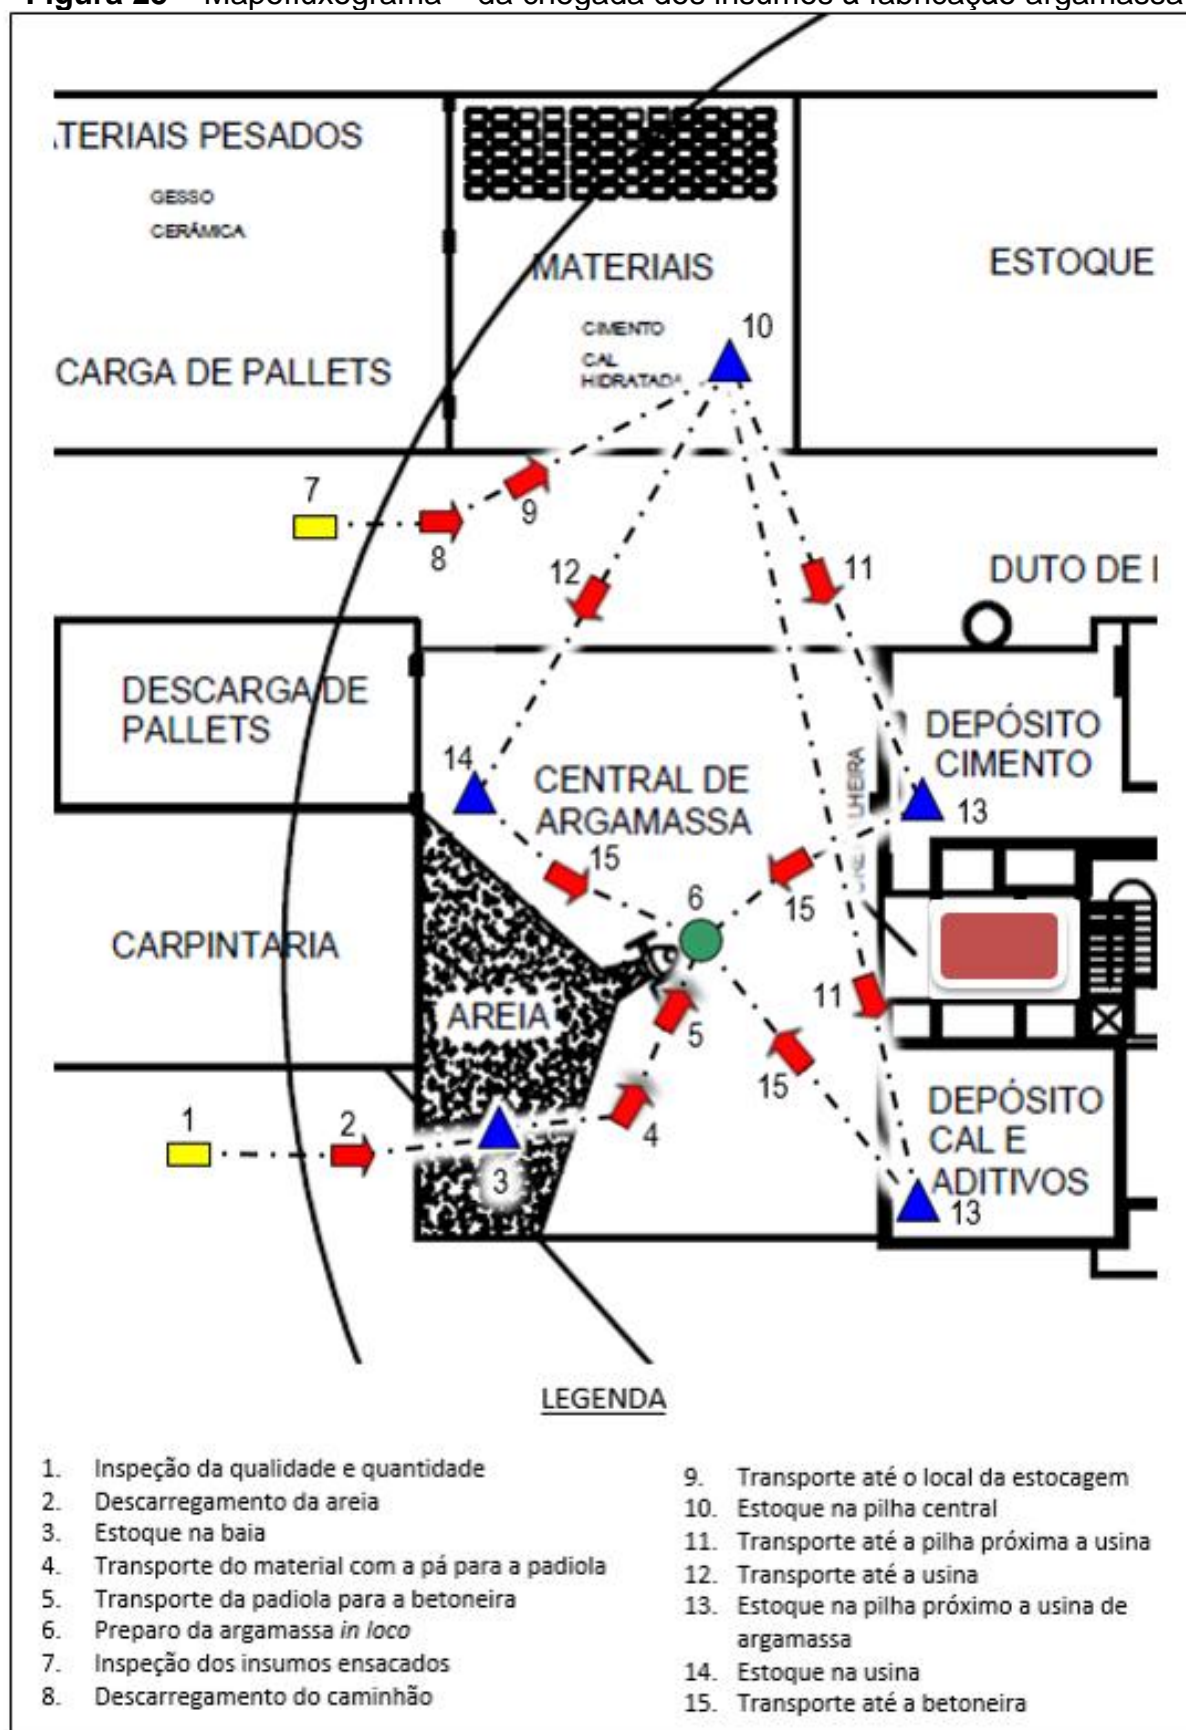 Figura 23 – Mapofluxograma – da chegada dos insumos à fabricação argamassa
ATERIAIS PESADOS
GESSO
CERÂMICA
CARGA DE PALLETS
MATERIAIS
CIMENTO
CAL
HIDRATADA
ESTOQUE
10
7
9
8
12
11
DUTO DE
DESCARGA DE
PALLETS
14
CENTRAL DE
ARGAMASSA
DEPÓSITO
CIMENTO
13
15
6
15
CARPINTARIA
AREIA
5
11
15
1
2
3
4
DEPÓSITO
CAL E
ADITIVOS
13
LEGENDA
1. Inspeção da qualidade e quantidade
2. Descarregamento da areia
3. Estoque na baia
4. Transporte do material com a pá para a padiola
5. Transporte da padiola para a betoneira
6. Preparo da argamassa in loco
7. Inspeção dos insumos ensacados
8. Descarregamento do caminhão
9. Transporte até o local da estocagem
10. Estoque na pilha central
11. Transporte até a pilha próxima a usina
12. Transporte até a usina
13. Estoque na pilha próximo a usina de
argamassa
14. Estoque na usina
15. Transporte até a betoneira